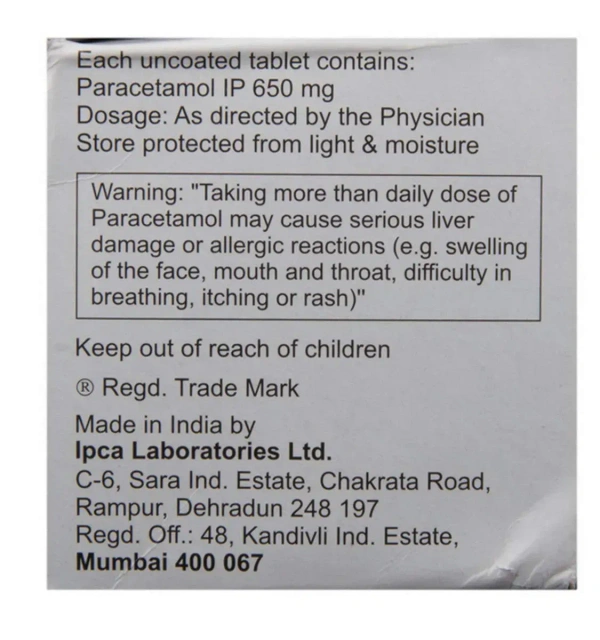 Each uncoated tablet contains:
Paracetamol IP 650 mg
Dosage: As directed by the Physician
Store protected from light & moisture
Warning: "Taking more than daily dose of
Paracetamol may cause serious liver
damage or allergic reactions (e.g. swelling
of the face, mouth and throat, difficulty in
breathing, itching or rash)"
Keep out of reach of children
® Regd. Trade Mark
Made in India by
Ipca Laboratories Ltd.
C-6, Sara Ind. Estate, Chakrata Road,
Rampur, Dehradun 248 197
Regd. Off.: 48, Kandivli Ind. Estate,
Mumbai 400 067